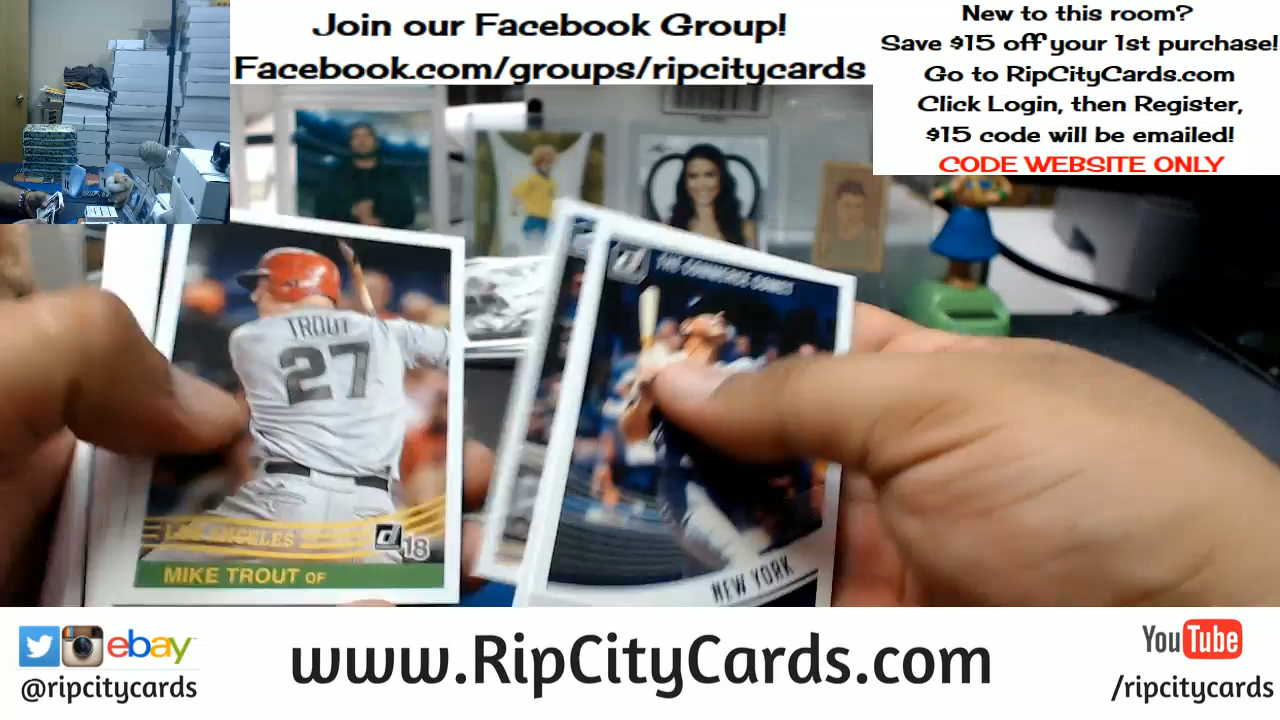 Join our Facebook Group!
Facebook.com/groups/ripcitycards
New to this room?
Save $15 off your 1st purchase!
Go to RipCityCards.com
Click Login, then Register,
$15 code will be emailed!
CODE WEBSITE ONLY
TROUT
27
LOS ANGELES
d 18
MIKE TROUT OF
NEW YORK
ebay
@ripcitycards
www.RipCityCards.com
YouTube
/ripcitycards